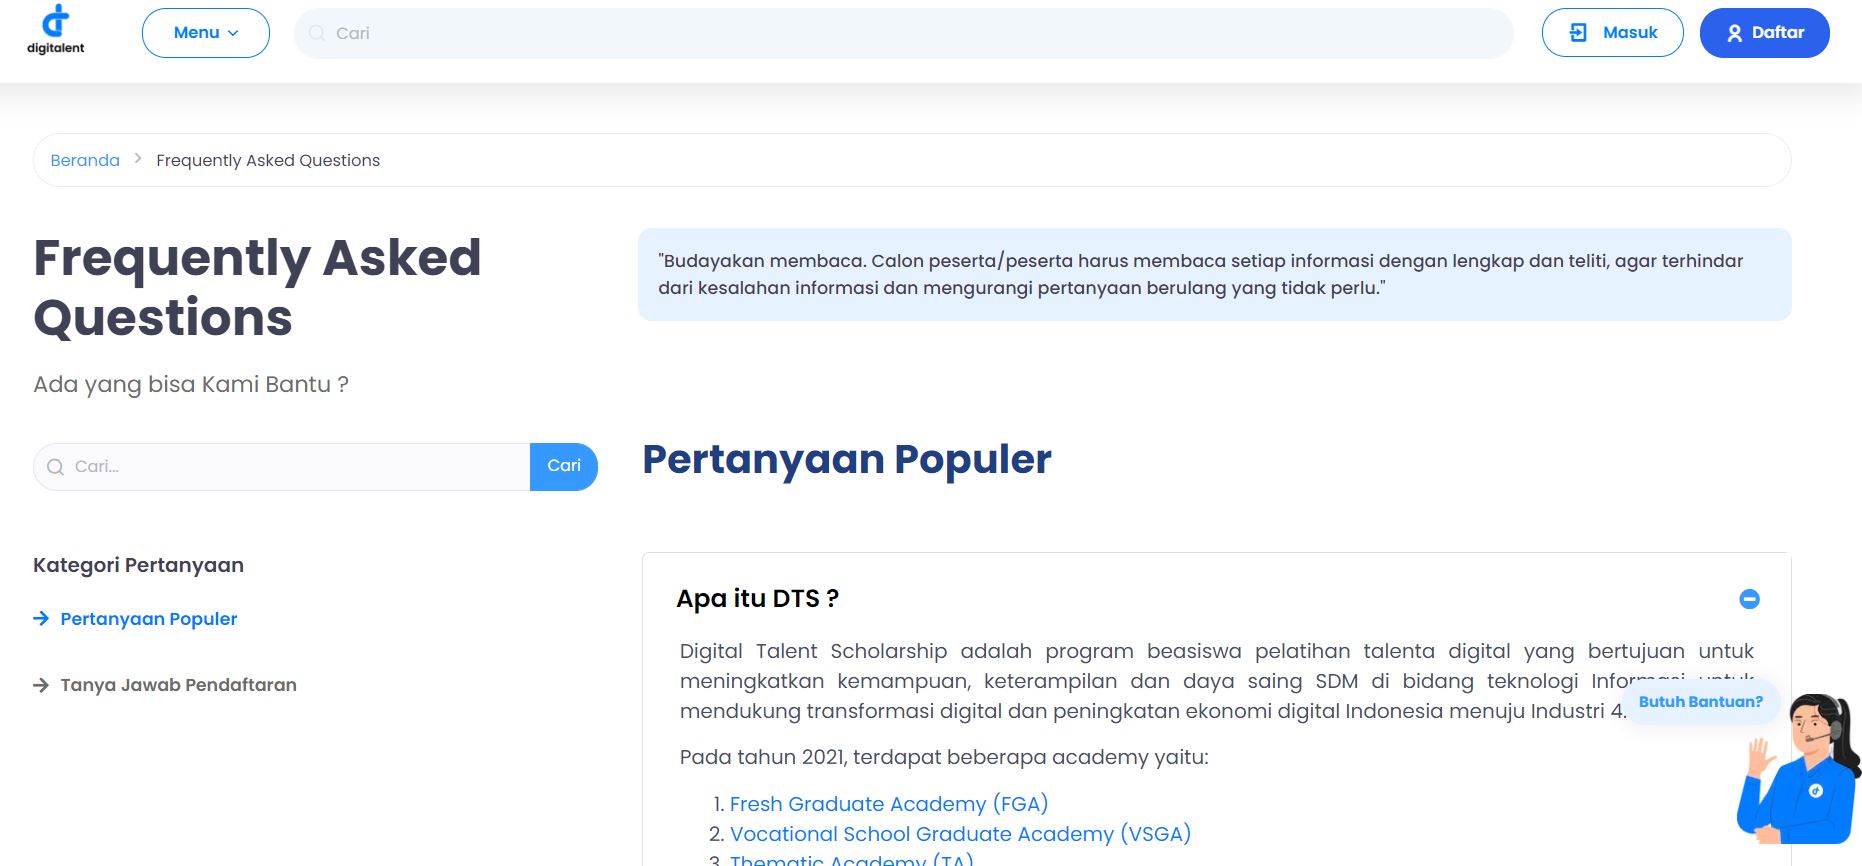 digitalent
Menu
Cari
Masuk
Daftar
Beranda > Frequently Asked Questions
Frequently Asked
Questions
Ada yang bisa Kami Bantu ?
Cari...
Cari
Kategori Pertanyaan
Pertanyaan Populer
Tanya Jawab Pendaftaran
"Budayakan membaca. Calon peserta/peserta harus membaca setiap informasi dengan lengkap dan teliti, agar terhindar
dari kesalahan informasi dan mengurangi pertanyaan berulang yang tidak perlu."
Pertanyaan Populer
Apa itu DTS ?
Digital Talent Scholarship adalah program beasiswa pelatihan talenta digital yang bertujuan untuk
meningkatkan kemampuan, keterampilan dan daya saing SDM di bidang teknologi Informasi untuk
mendukung transformasi digital dan peningkatan ekonomi digital Indonesia menuju Industri 4.
Pada tahun 2021, terdapat beberapa academy yaitu:
1. Fresh Graduate Academy (FGA)
2. Vocational School Graduate Academy (VSGA)
3. Thematic Academy (TA)
Butuh Bantuan?